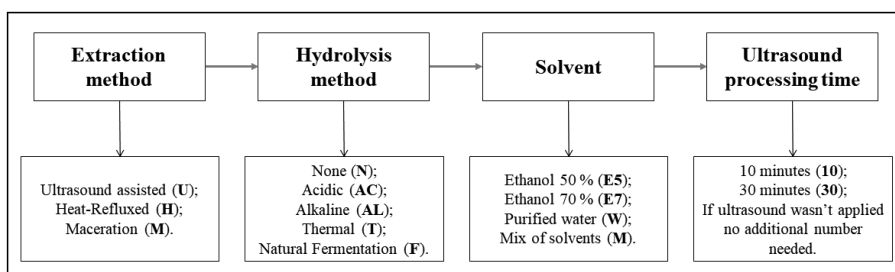 Extraction
method
Hydrolysis
method
Solvent
Ultrasound
processing time
Ultrasound assisted (U);
Heat-Refluxed (H);
Maceration (M).
None (N);
Acidic (AC);
Alkaline (AL);
Thermal (T);
Natural Fermentation (F).
Ethanol 50 % (E5);
Ethanol 70 % (E7);
Purified water (W);
Mix of solvents (M).
10 minutes (10);
30 minutes (30);
If ultrasound wasn't applied
no additional number
needed.